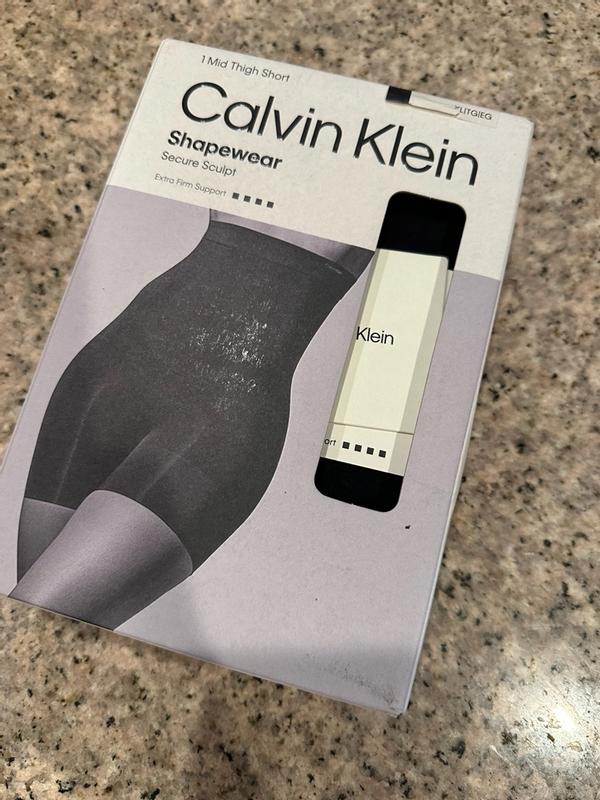 1 Mid Thigh Short
Calvin Klein
Shapewear
Secure Sculpt
Extra Firm Support
Klein
ort